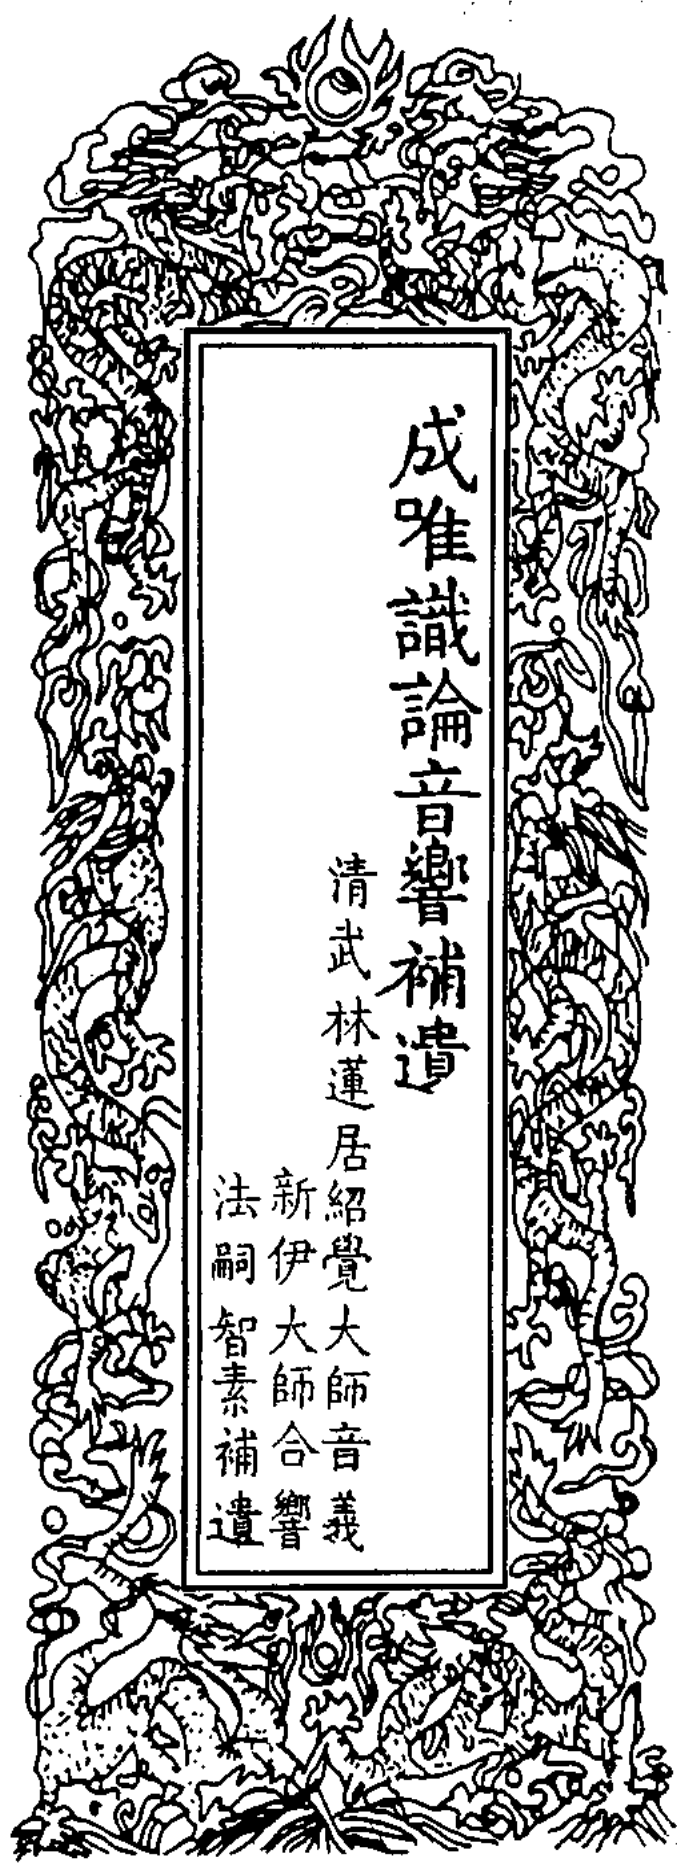 成唯識論音響補遺
清武林蓮居紹覺大師音義
新伊大師合響
法嗣智素補遺